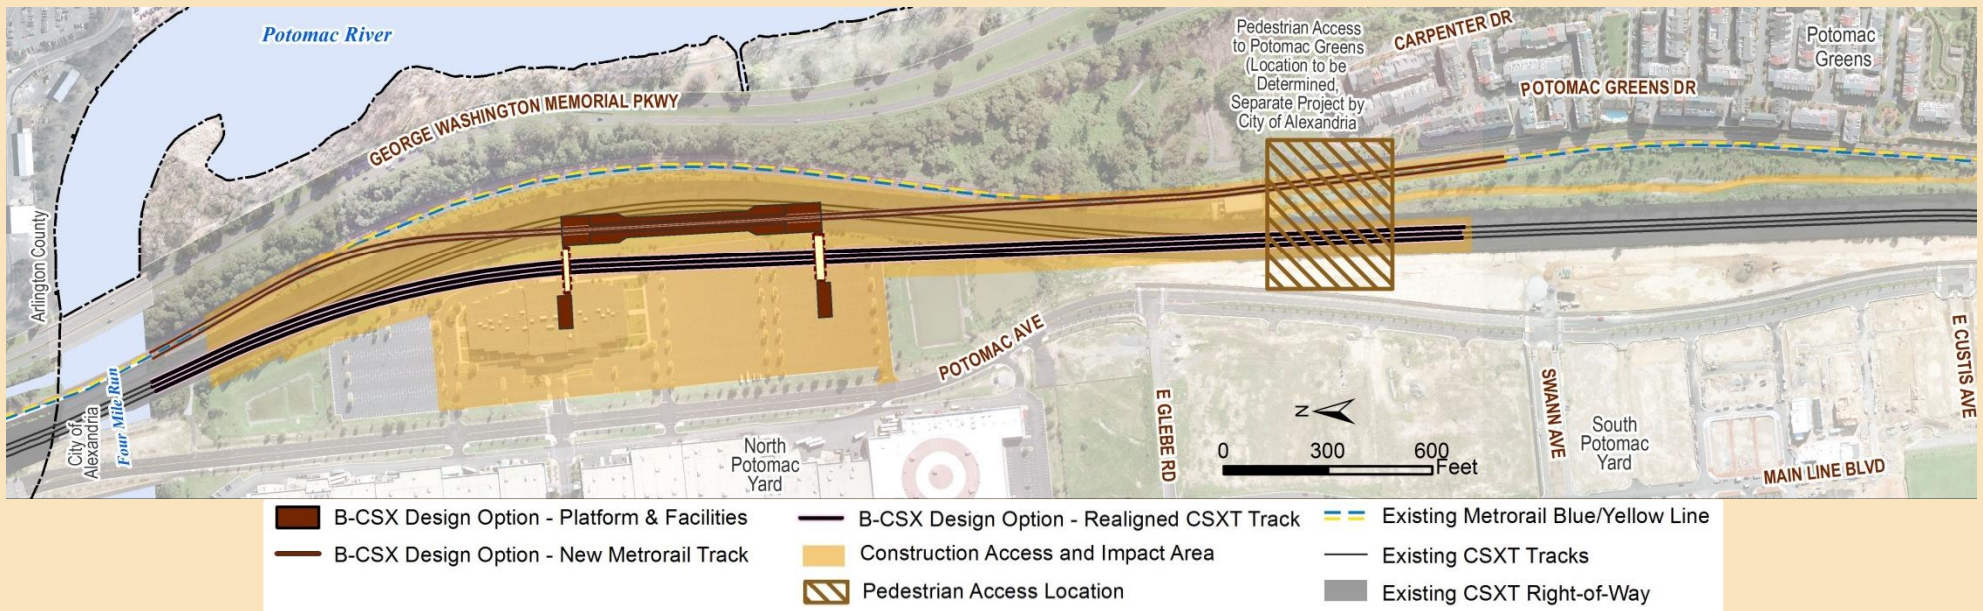 Potomac River
GEORGE WASHINGTON MEMORIAL PKWY
Pedestrian Access
to Potomac Greens
(Location to be
Determined,
Separate Project by
City of Alexandria
CARPENTER DR
Potomac
Greens
POTOMAC GREENS DR
Arlington County
City of
Alexandria
Four Mile Run
POTOMAC AVE
E GLEBE RD
SWANN AVE
E CUSTIS AVE
MAIN LINE BLVD
North
Potomac
Yard
South
Potomac
Yard
N
0 300 600
Feet
B-CSX Design Option - Platform & Facilities
B-CSX Design Option - New Metrorail Track
B-CSX Design Option - Realigned CSXT Track
Construction Access and Impact Area
Pedestrian Access Location
Existing Metrorail Blue/Yellow Line
Existing CSXT Tracks
Existing CSXT Right-of-Way